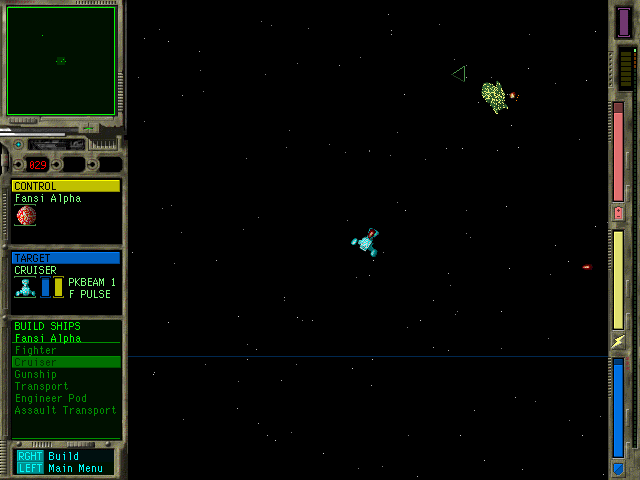 029
CONTROL
Fansi Alpha
TARGET
CRUISER
PKBEAM 1
F PULSE
BUILD SHIPS
Fansi Alpha
Fighter
Cruiser
Gunship
Transport
Engineer Pod
Assault Transport
RGHT Build
LEFT Main Menu